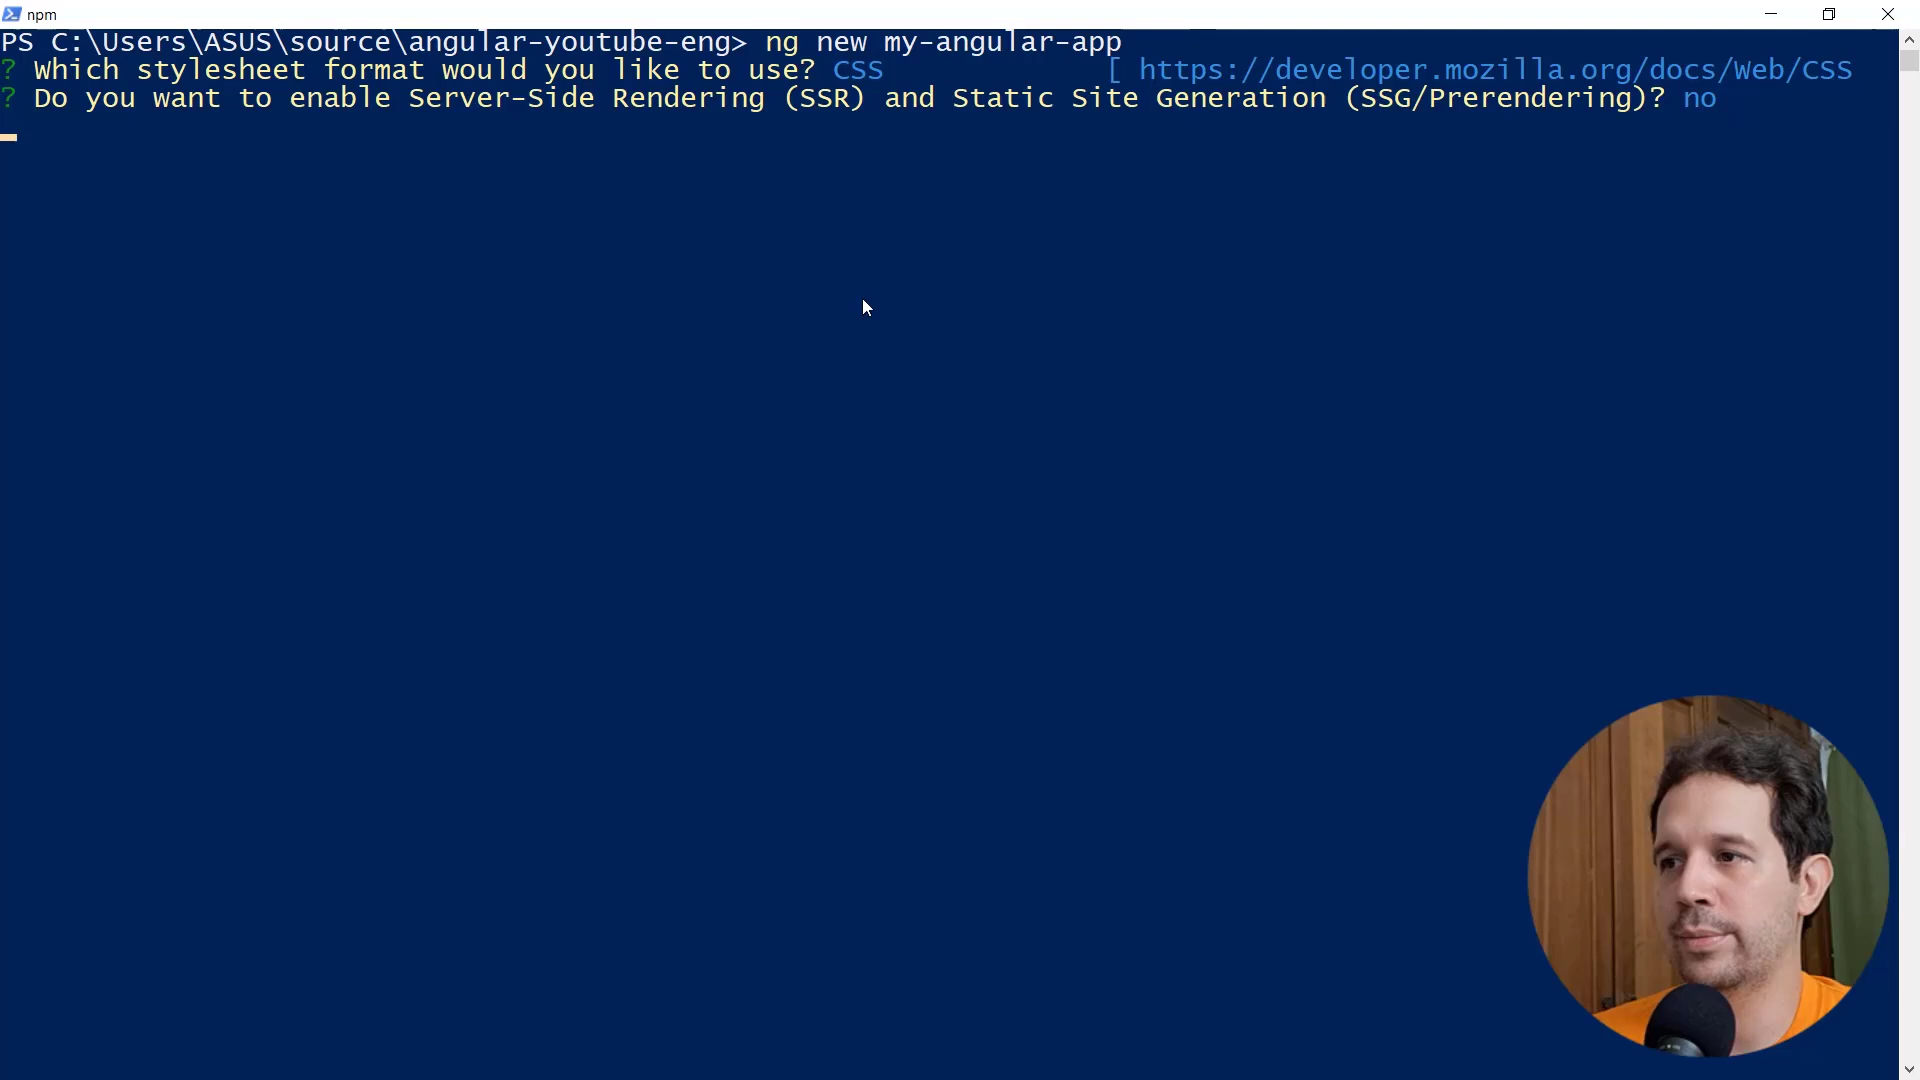 npm
PS C:\Users\ASUS\source\angular-youtube-eng> ng new my-angular-app
? Which stylesheet format would you like to use? CSS             [ https://developer.mozilla.org/docs/Web/CSS
? Do you want to enable Server-Side Rendering (SSR) and Static Site Generation (SSG/Prerendering)? no